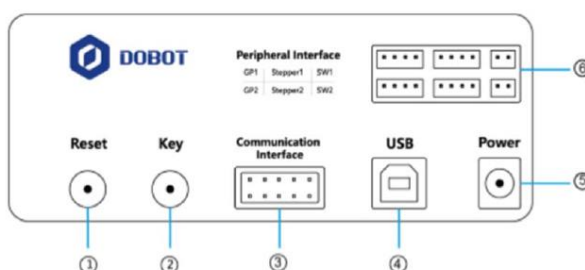 DOBOT
Peripheral Interface
GP1 Stepper1 SW1
GP2 Stepper2 SW2
⑥
Reset
Key
Communication
Interface
USB
Power
⑤
①
②
③
④